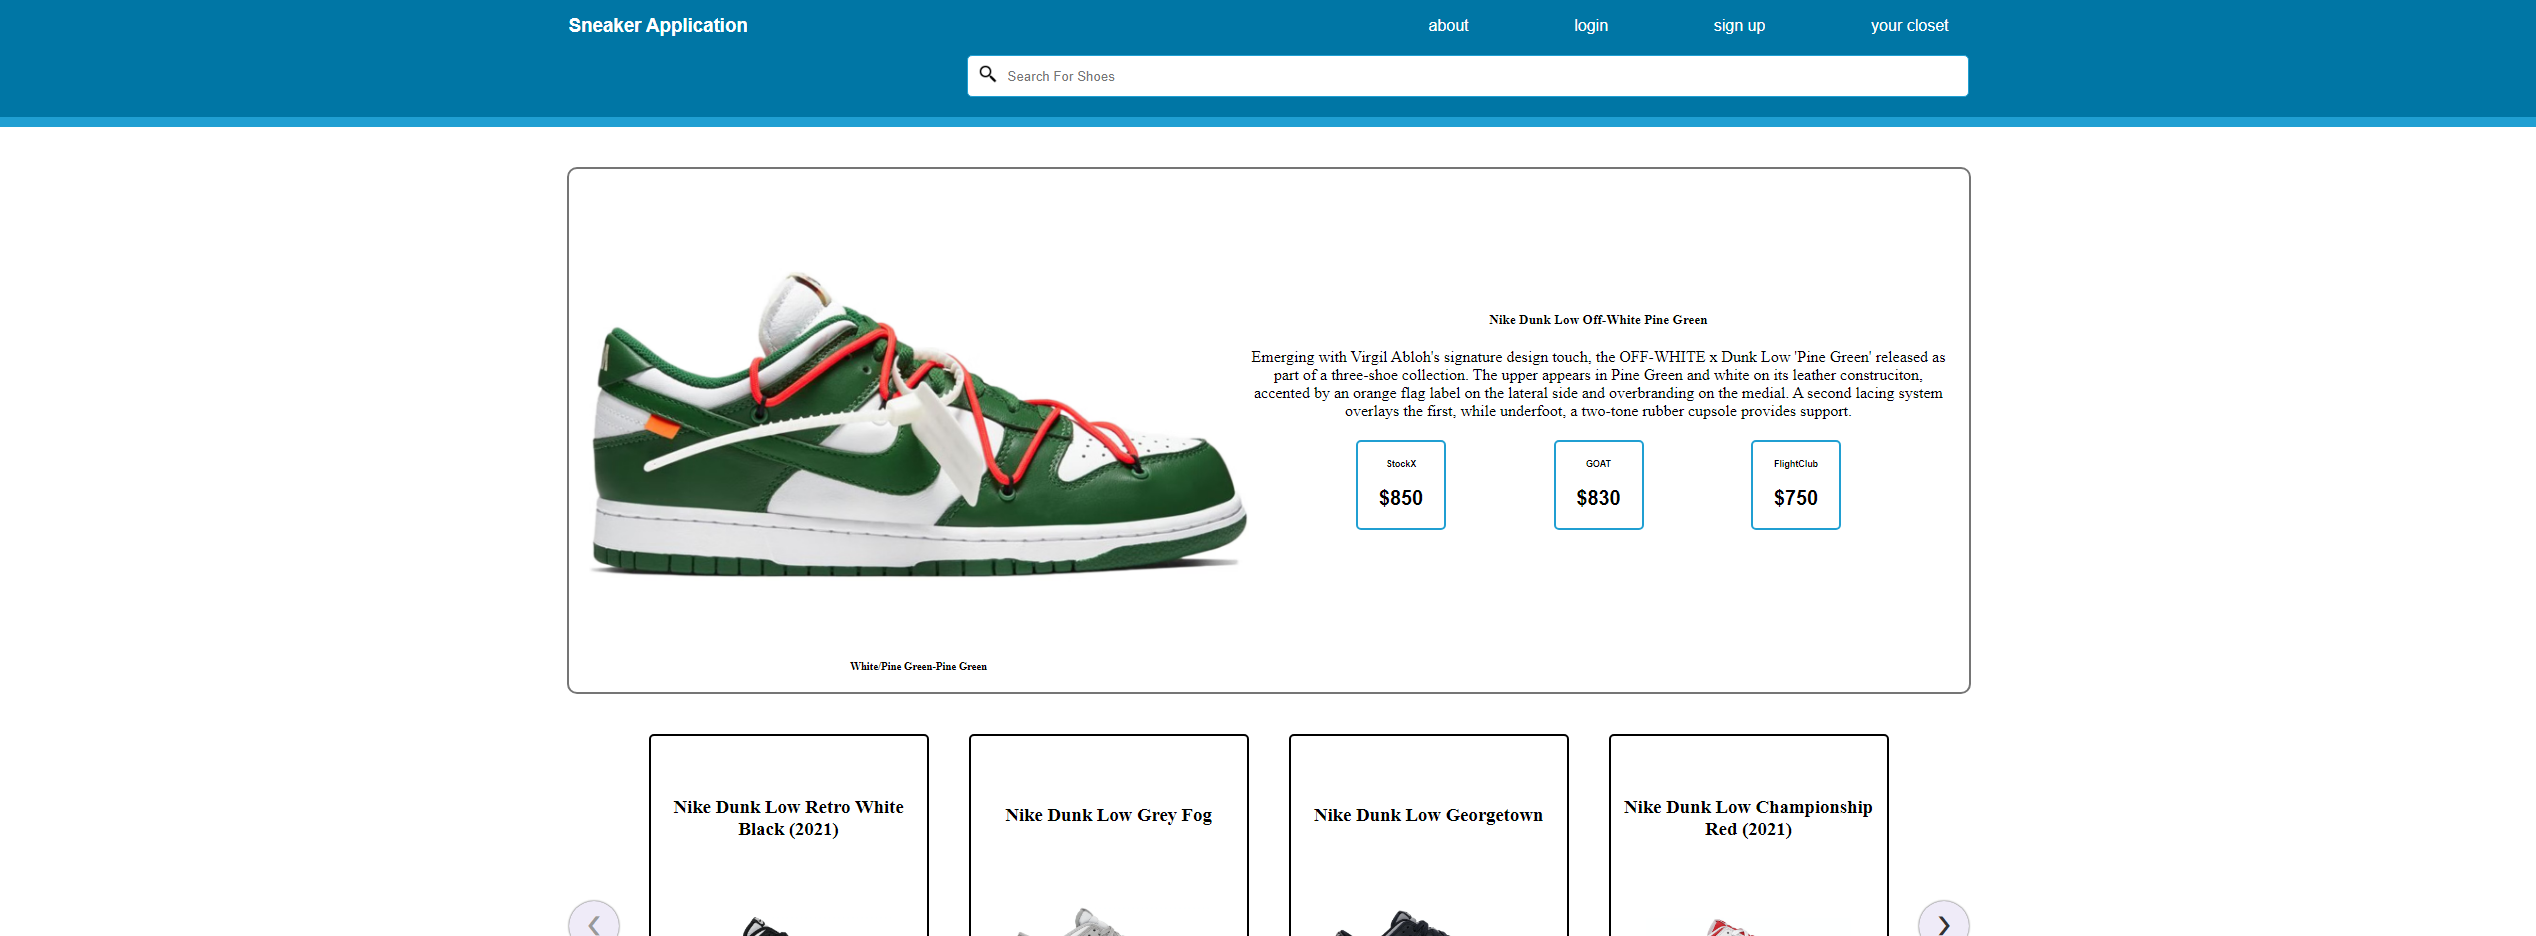 Sneaker Application
about
login
sign up
your closet
Search For Shoes
Nike Dunk Low Off-White Pine Green
Emerging with Virgil Abloh's signature design touch, the OFF-WHITE x Dunk Low 'Pine Green' released as
part of a three-shoe collection. The upper appears in Pine Green and white on its leather construciton,
accented by an orange flag label on the lateral side and overbranding on the medial. A second lacing system
overlays the first, while underfoot, a two-tone rubber cupsole provides support.
StockX
GOAT
FlightClub
$850
$830
$750
White/Pine Green-Pine Green
Nike Dunk Low Retro White
Black (2021)
Nike Dunk Low Grey Fog
Nike Dunk Low Georgetown
Nike Dunk Low Championship
Red (2021)